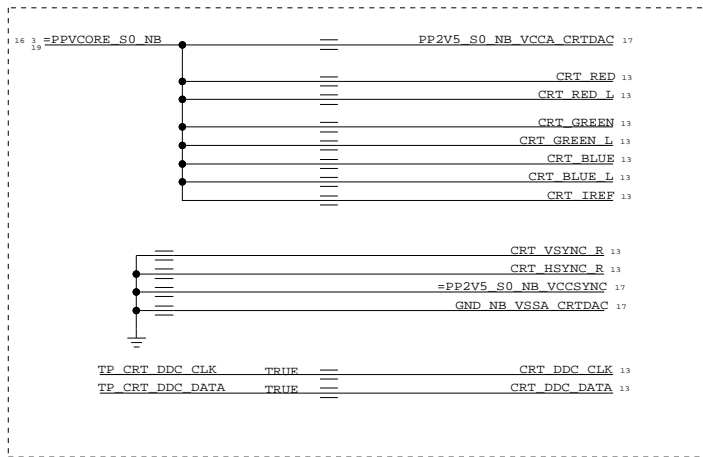 16 3 =PPVCORE_S0_NB PP2V5_S0_NB_VCCA_CRTDAC 17
19
CRT_RED 13
CRT_RED_L 13
CRT_GREEN 13
CRT_GREEN_L 13
CRT_BLUE 13
CRT_BLUE_L 13
CRT_IREF 13
CRT_VSYNC_R 13
CRT_HSYNC_R 13
=PP2V5_S0_NB_VCCSYNC 17
GND_NB_VSSA_CRTDAC 17
TP_CRT_DDC_CLK TRUE CRT_DDC_CLK 13
TP_CRT_DDC_DATA TRUE CRT_DDC_DATA 13